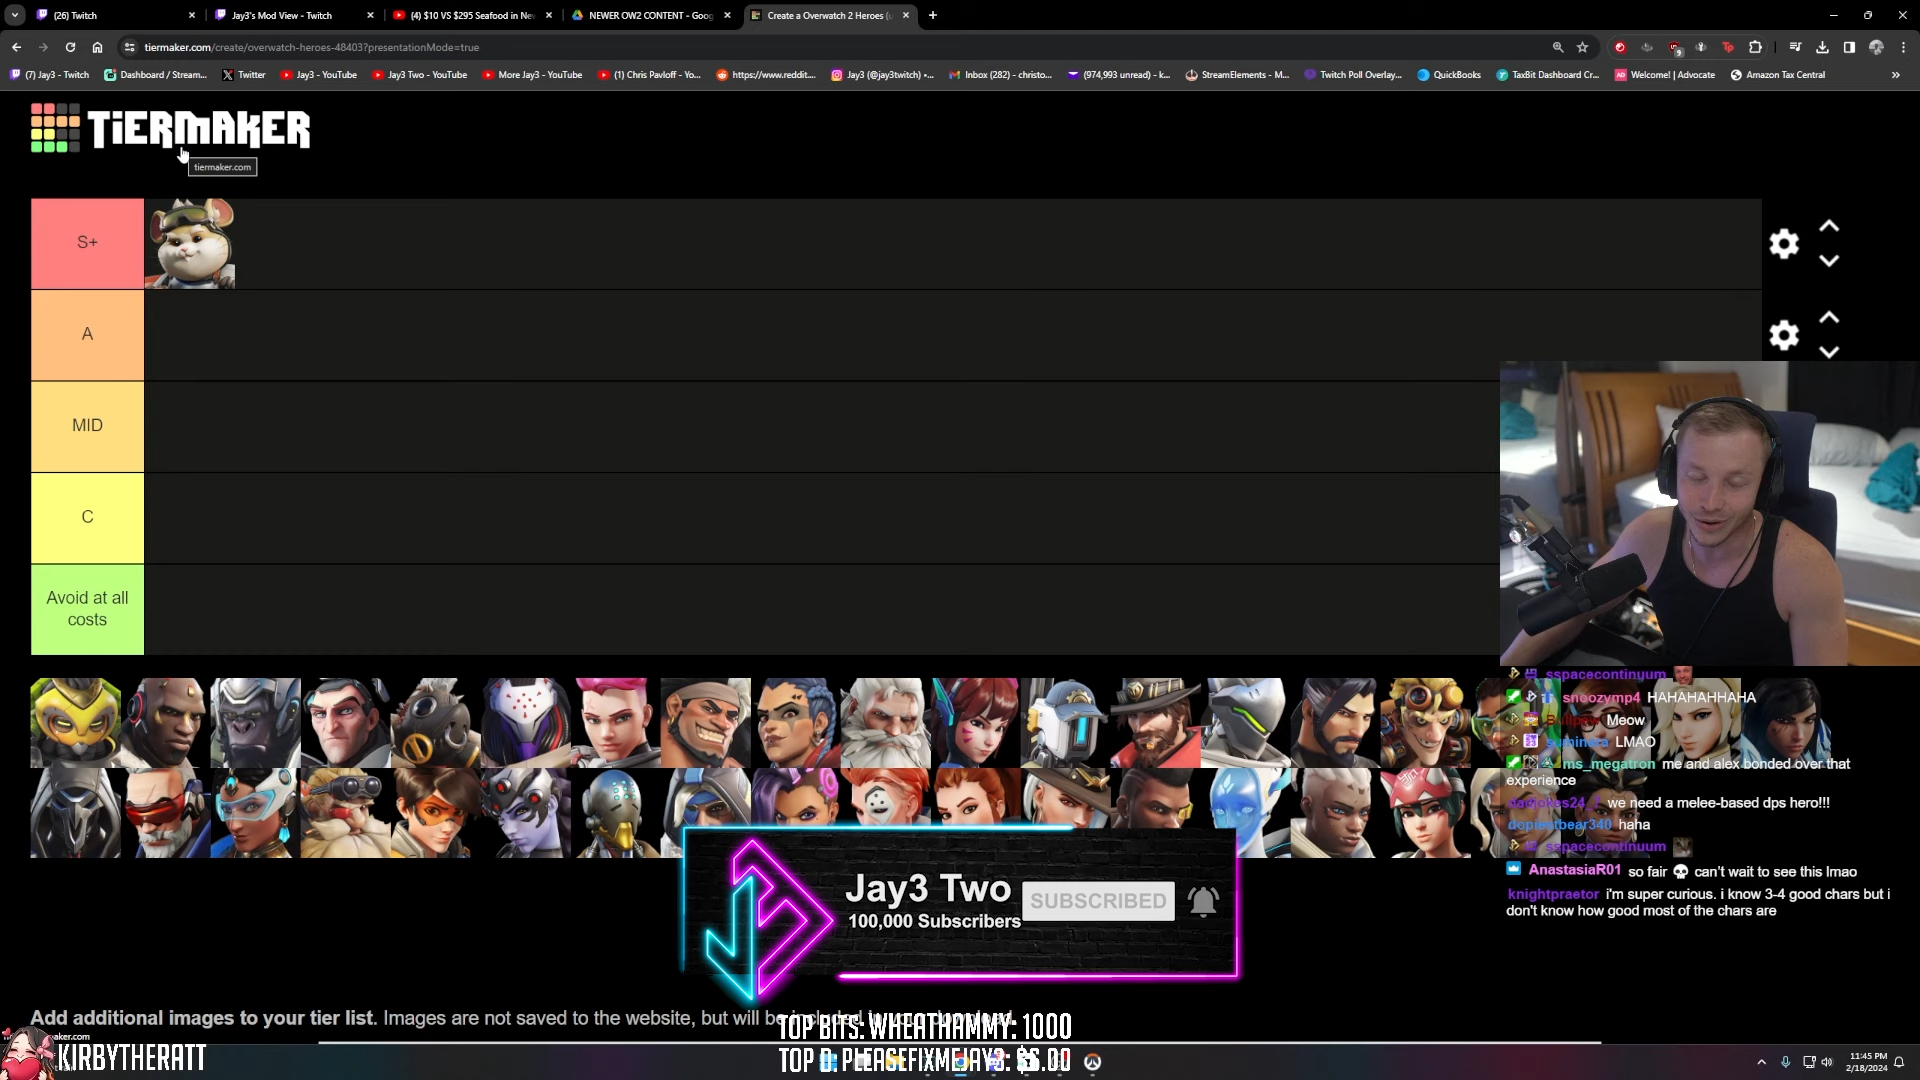 (26) Twitch
Jay3's Mod View - Twitch
(4) $10 VS $295 Seafood in Ne
NEWER OW2 CONTENT - Goog
Create a Overwatch 2 Heroes (u
tiermaker.com/create/overwatch-heroes-48403?presentationMode=true
(7) Jay3 - Twitch
Dashboard / Stream...
Twitter
Jay3 - YouTube
Jay3 Two - YouTube
More Jay3 - YouTube
(1) Chris Pavloff - Yo...
https://www.reddit....
Jay3 (@jay3twitch) •...
Inbox (282) - christo...
(974,993 unread) - k...
StreamElements - M...
Twitch Poll Overlay...
QuickBooks
TaxBit Dashboard Cr...
Welcome! | Advocate
Amazon Tax Central
TiERMAKER
tiermaker.com
S+
A
MID
C
Avoid at all
costs
sspacecontinuum
snoozymp4 HAHAHAHHAHA
Meow
LMAO
ms_megatron me and alex bonded over that
experience
we need a melee-based dps hero!!!
haha
sspacecontinuum
AnastasiaR01 so fair can't wait to see this lmao
knightpraetor i'm super curious. i know 3-4 good chars but i
don't know how good most of the chars are
Jay3 Two
100,000 Subscribers
SUBSCRIBED
Add additional images to your tier list. Images are not saved to the website, but will be
TOP BITS: WHEATHAMMY: 1000
TOP D: PLEASEFIXMEJAY3: $6.00
KIRBYTHERATT
11:45 PM
2/18/2024